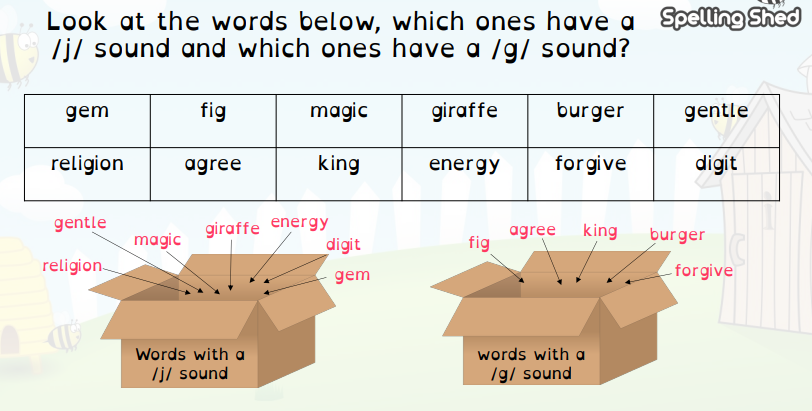 Look at the words below, which ones have a
/j/ sound and which ones have a /g/ sound?
Spelling Shed
gem fig magic giraffe burger gentle
religion agree king energy forgive digit
gentle
magic
giraffe
energy
digit
religion
gem
fig
agree
king
burger
forgive
Words with a
/j/ sound
words with a
/g/ sound